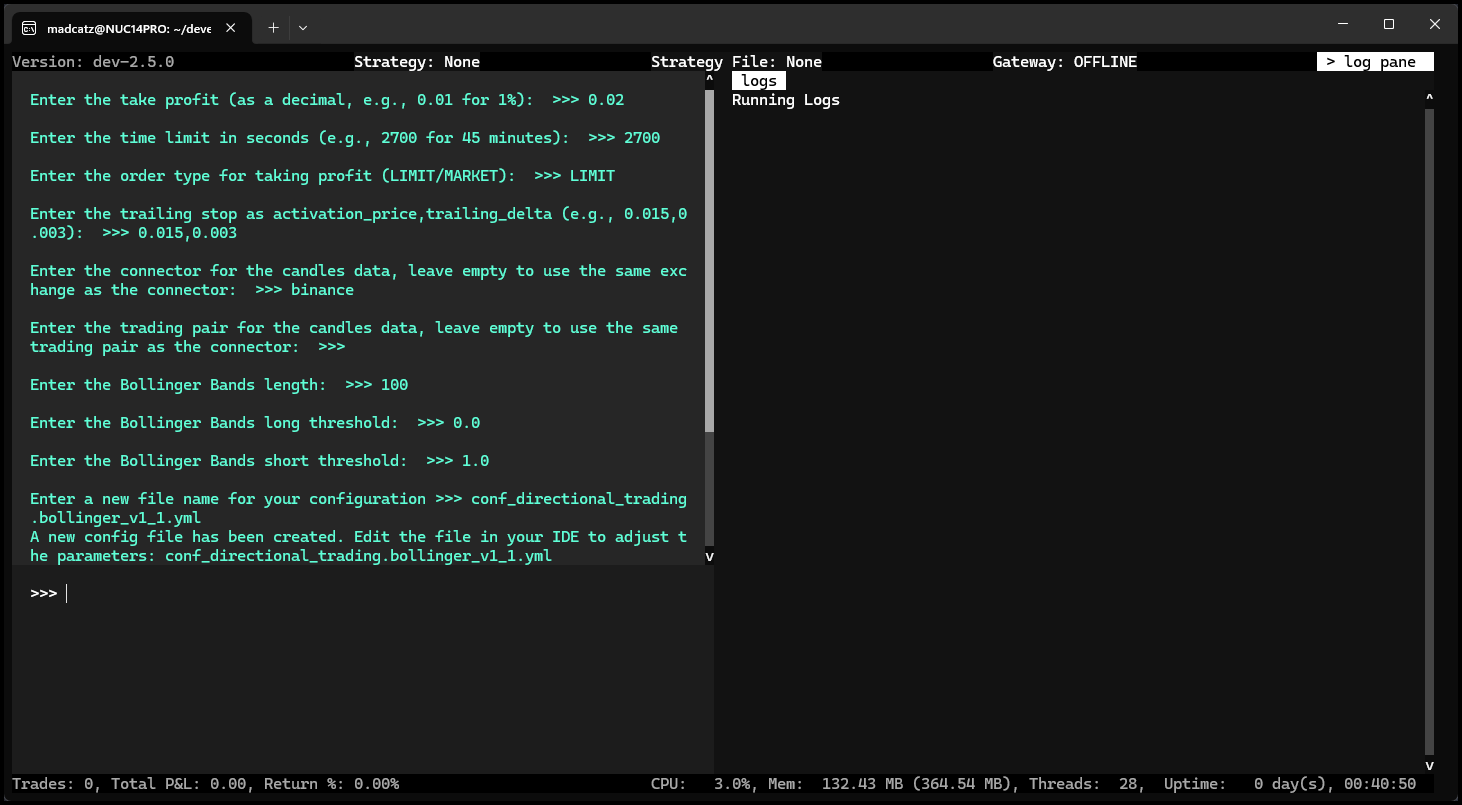 madcatz@NUC14PRO: ~/deve
Version: dev-2.5.0 Strategy: None Strategy File: None Gateway: OFFLINE > log pane
Enter the take profit (as a decimal, e.g., 0.01 for 1%):  >>> 0.02
Enter the time limit in seconds (e.g., 2700 for 45 minutes):  >>> 2700
Enter the order type for taking profit (LIMIT/MARKET):  >>> LIMIT
Enter the trailing stop as activation_price,trailing_delta (e.g., 0.015,0
.003):  >>> 0.015,0.003
Enter the connector for the candles data, leave empty to use the same exc
hange as the connector:  >>> binance
Enter the trading pair for the candles data, leave empty to use the same
trading pair as the connector:  >>>
Enter the Bollinger Bands length:  >>> 100
Enter the Bollinger Bands long threshold:  >>> 0.0
Enter the Bollinger Bands short threshold:  >>> 1.0
Enter a new file name for your configuration >>> conf_directional_trading
.bollinger_v1_1.yml
A new config file has been created. Edit the file in your IDE to adjust t
he parameters: conf_directional_trading.bollinger_v1_1.yml
>>>
logs
Running Logs
Trades: 0, Total P&L: 0.00, Return %: 0.00% CPU:   3.0%, Mem:  132.43 MB (364.54 MB), Threads:  28,  Uptime:   0 day(s), 00:40:50